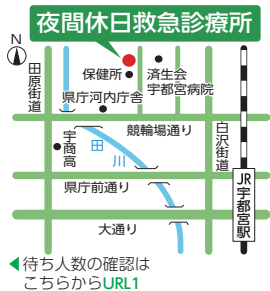 夜間休日救急診療所
N
田原街道
保健所
済生会
宇都宮病院
県庁河内庁舎
競輪場通り
宇商高
田川
白沢街道
県庁前通り
JR宇都宮駅
大通り
◀待ち人数の確認は
こちらからURL1